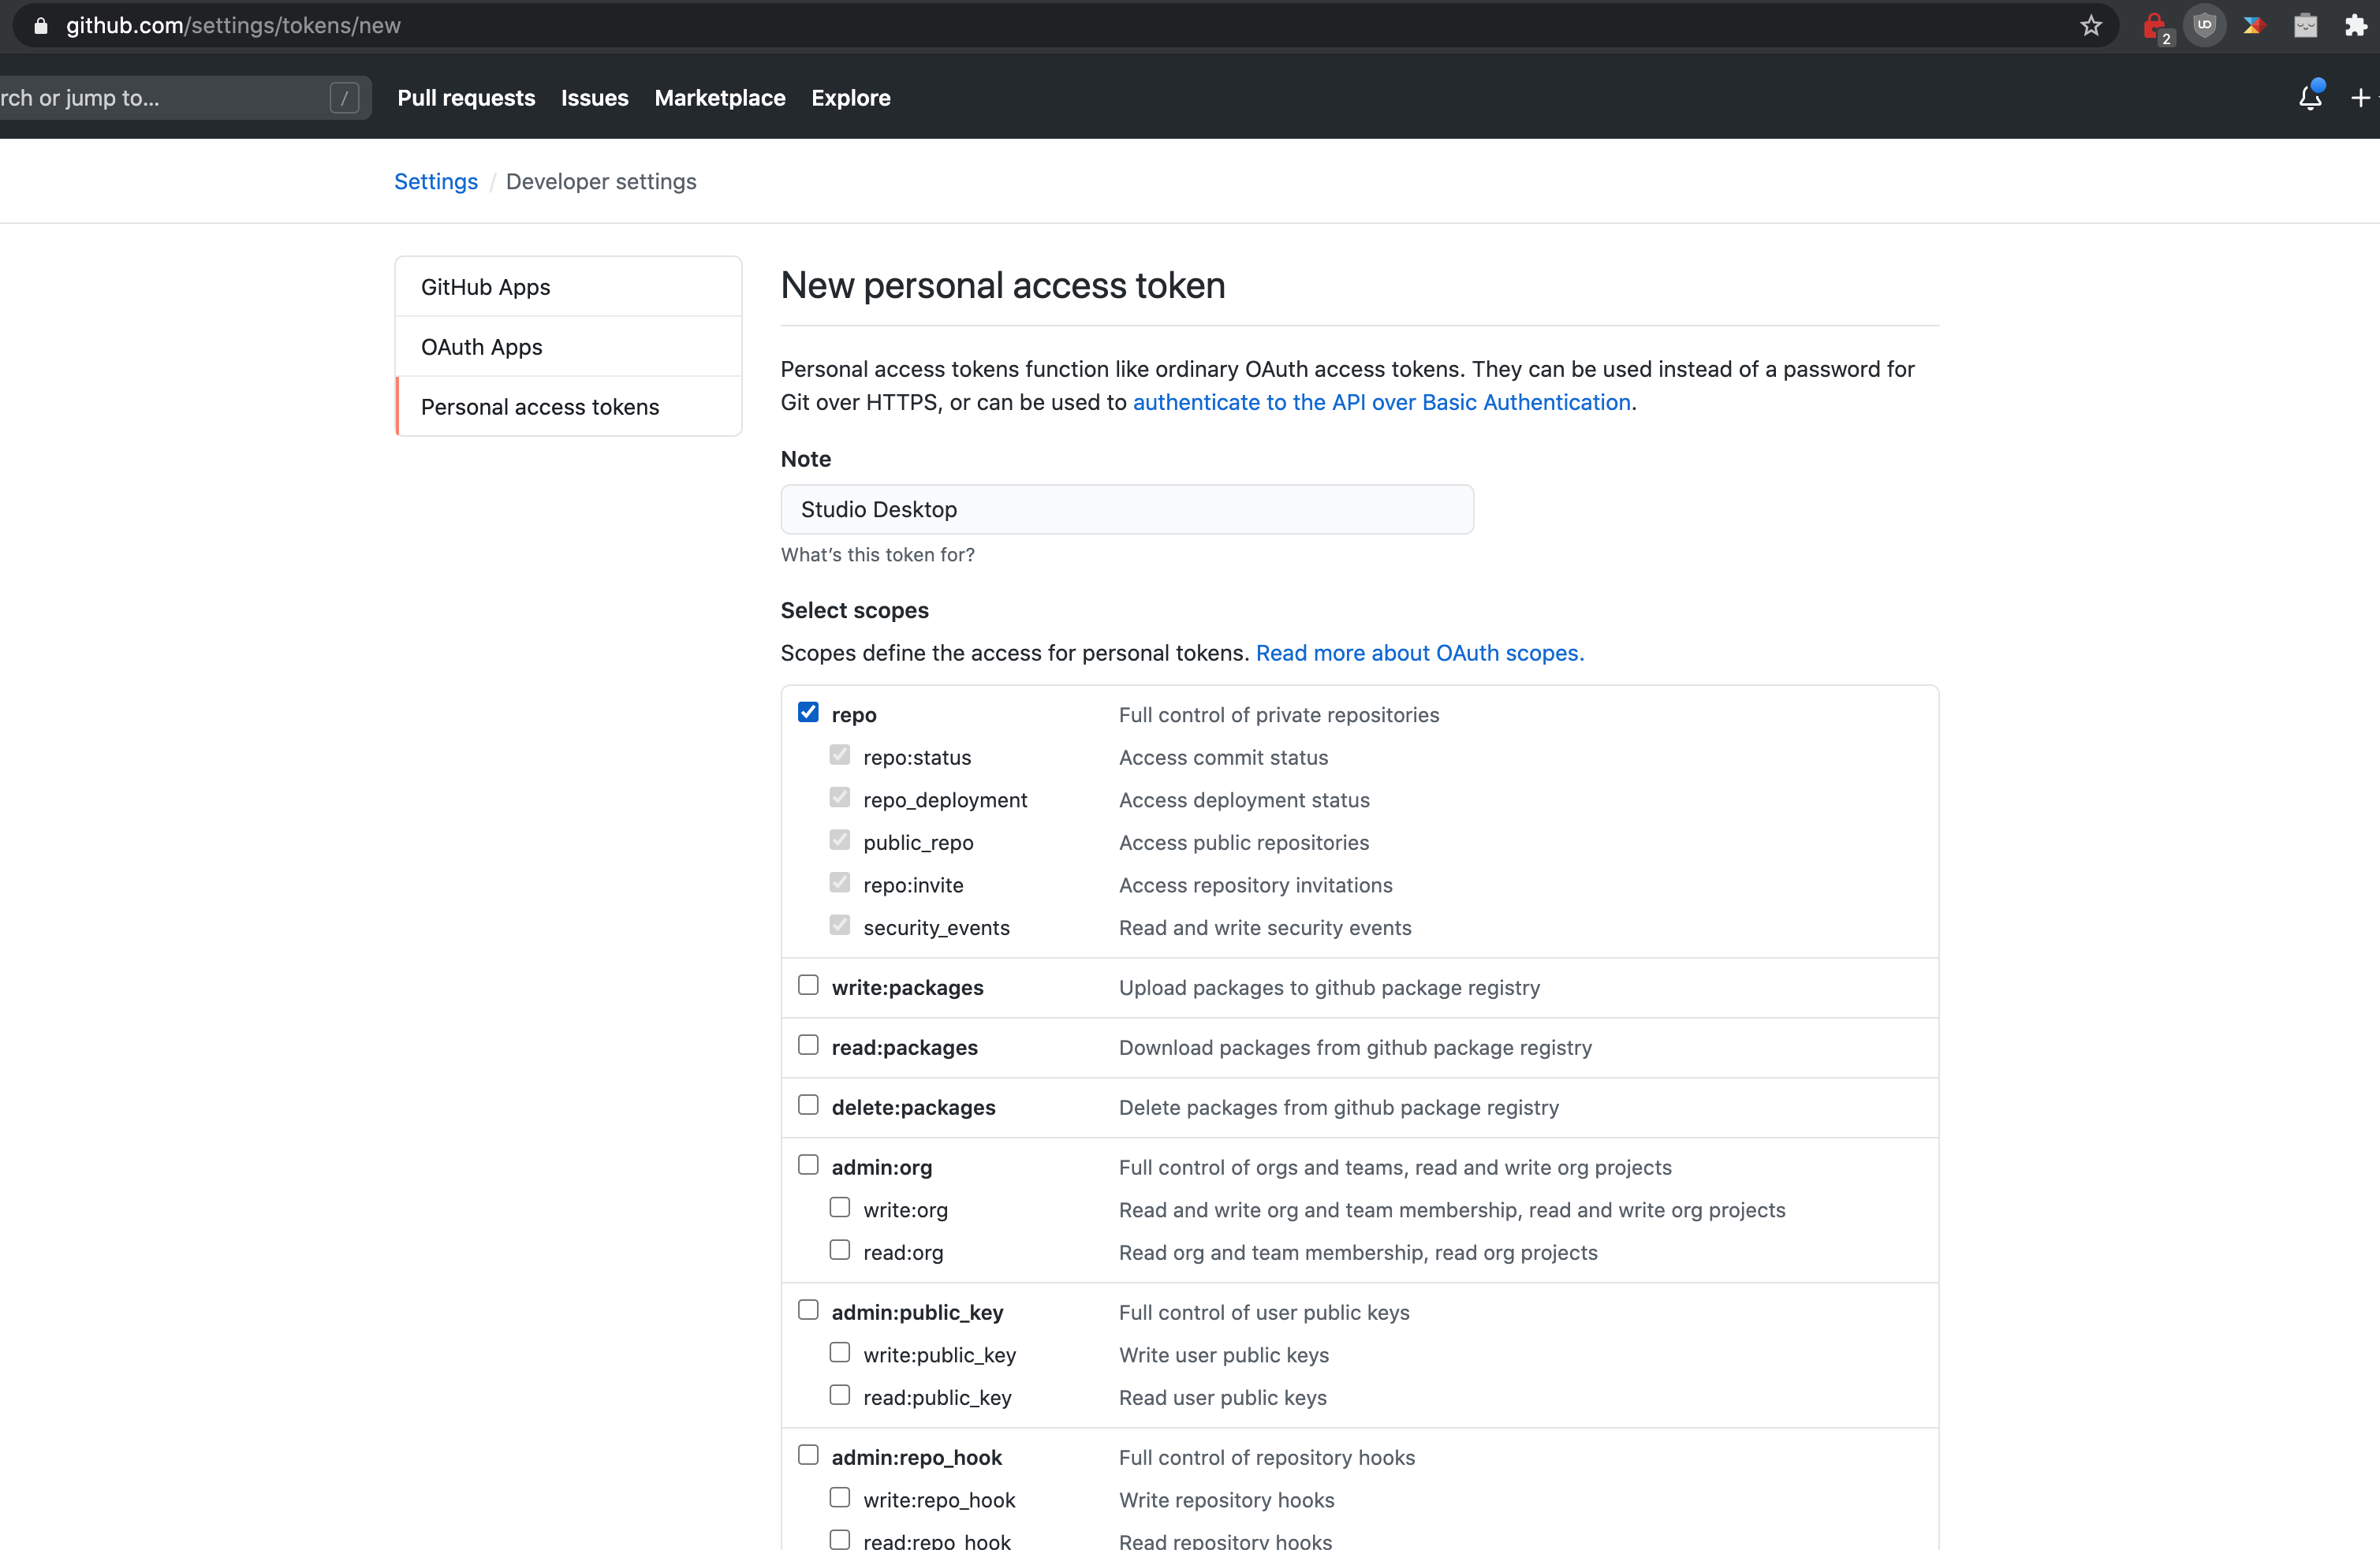 github.com/settings/tokens/new
2
rch or jump to...
/
Pull requests
Issues
Marketplace
Explore
Settings / Developer settings
GitHub Apps
OAuth Apps
Personal access tokens
New personal access token
Personal access tokens function like ordinary OAuth access tokens. They can be used instead of a password for
Git over HTTPS, or can be used to authenticate to the API over Basic Authentication.
Note
Studio Desktop
What’s this token for?
Select scopes
Scopes define the access for personal tokens. Read more about OAuth scopes.
repo Full control of private repositories
repo:status Access commit status
repo_deployment Access deployment status
public_repo Access public repositories
repo:invite Access repository invitations
security_events Read and write security events
write:packages Upload packages to github package registry
read:packages Download packages from github package registry
delete:packages Delete packages from github package registry
admin:org Full control of orgs and teams, read and write org projects
write:org Read and write org and team membership, read and write org projects
read:org Read org and team membership, read org projects
admin:public_key Full control of user public keys
write:public_key Write user public keys
read:public_key Read user public keys
admin:repo_hook Full control of repository hooks
write:repo_hook Write repository hooks
read:repo_hook Read repository hooks